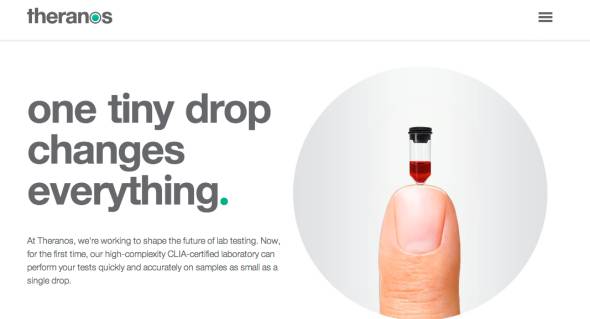 theranos
one tiny drop
changes
everything.
At Theranos, we're working to shape the future of lab testing. Now,
for the first time, our high-complexity CLIA-certified laboratory can
perform your tests quickly and accurately on samples as small as a
single drop.